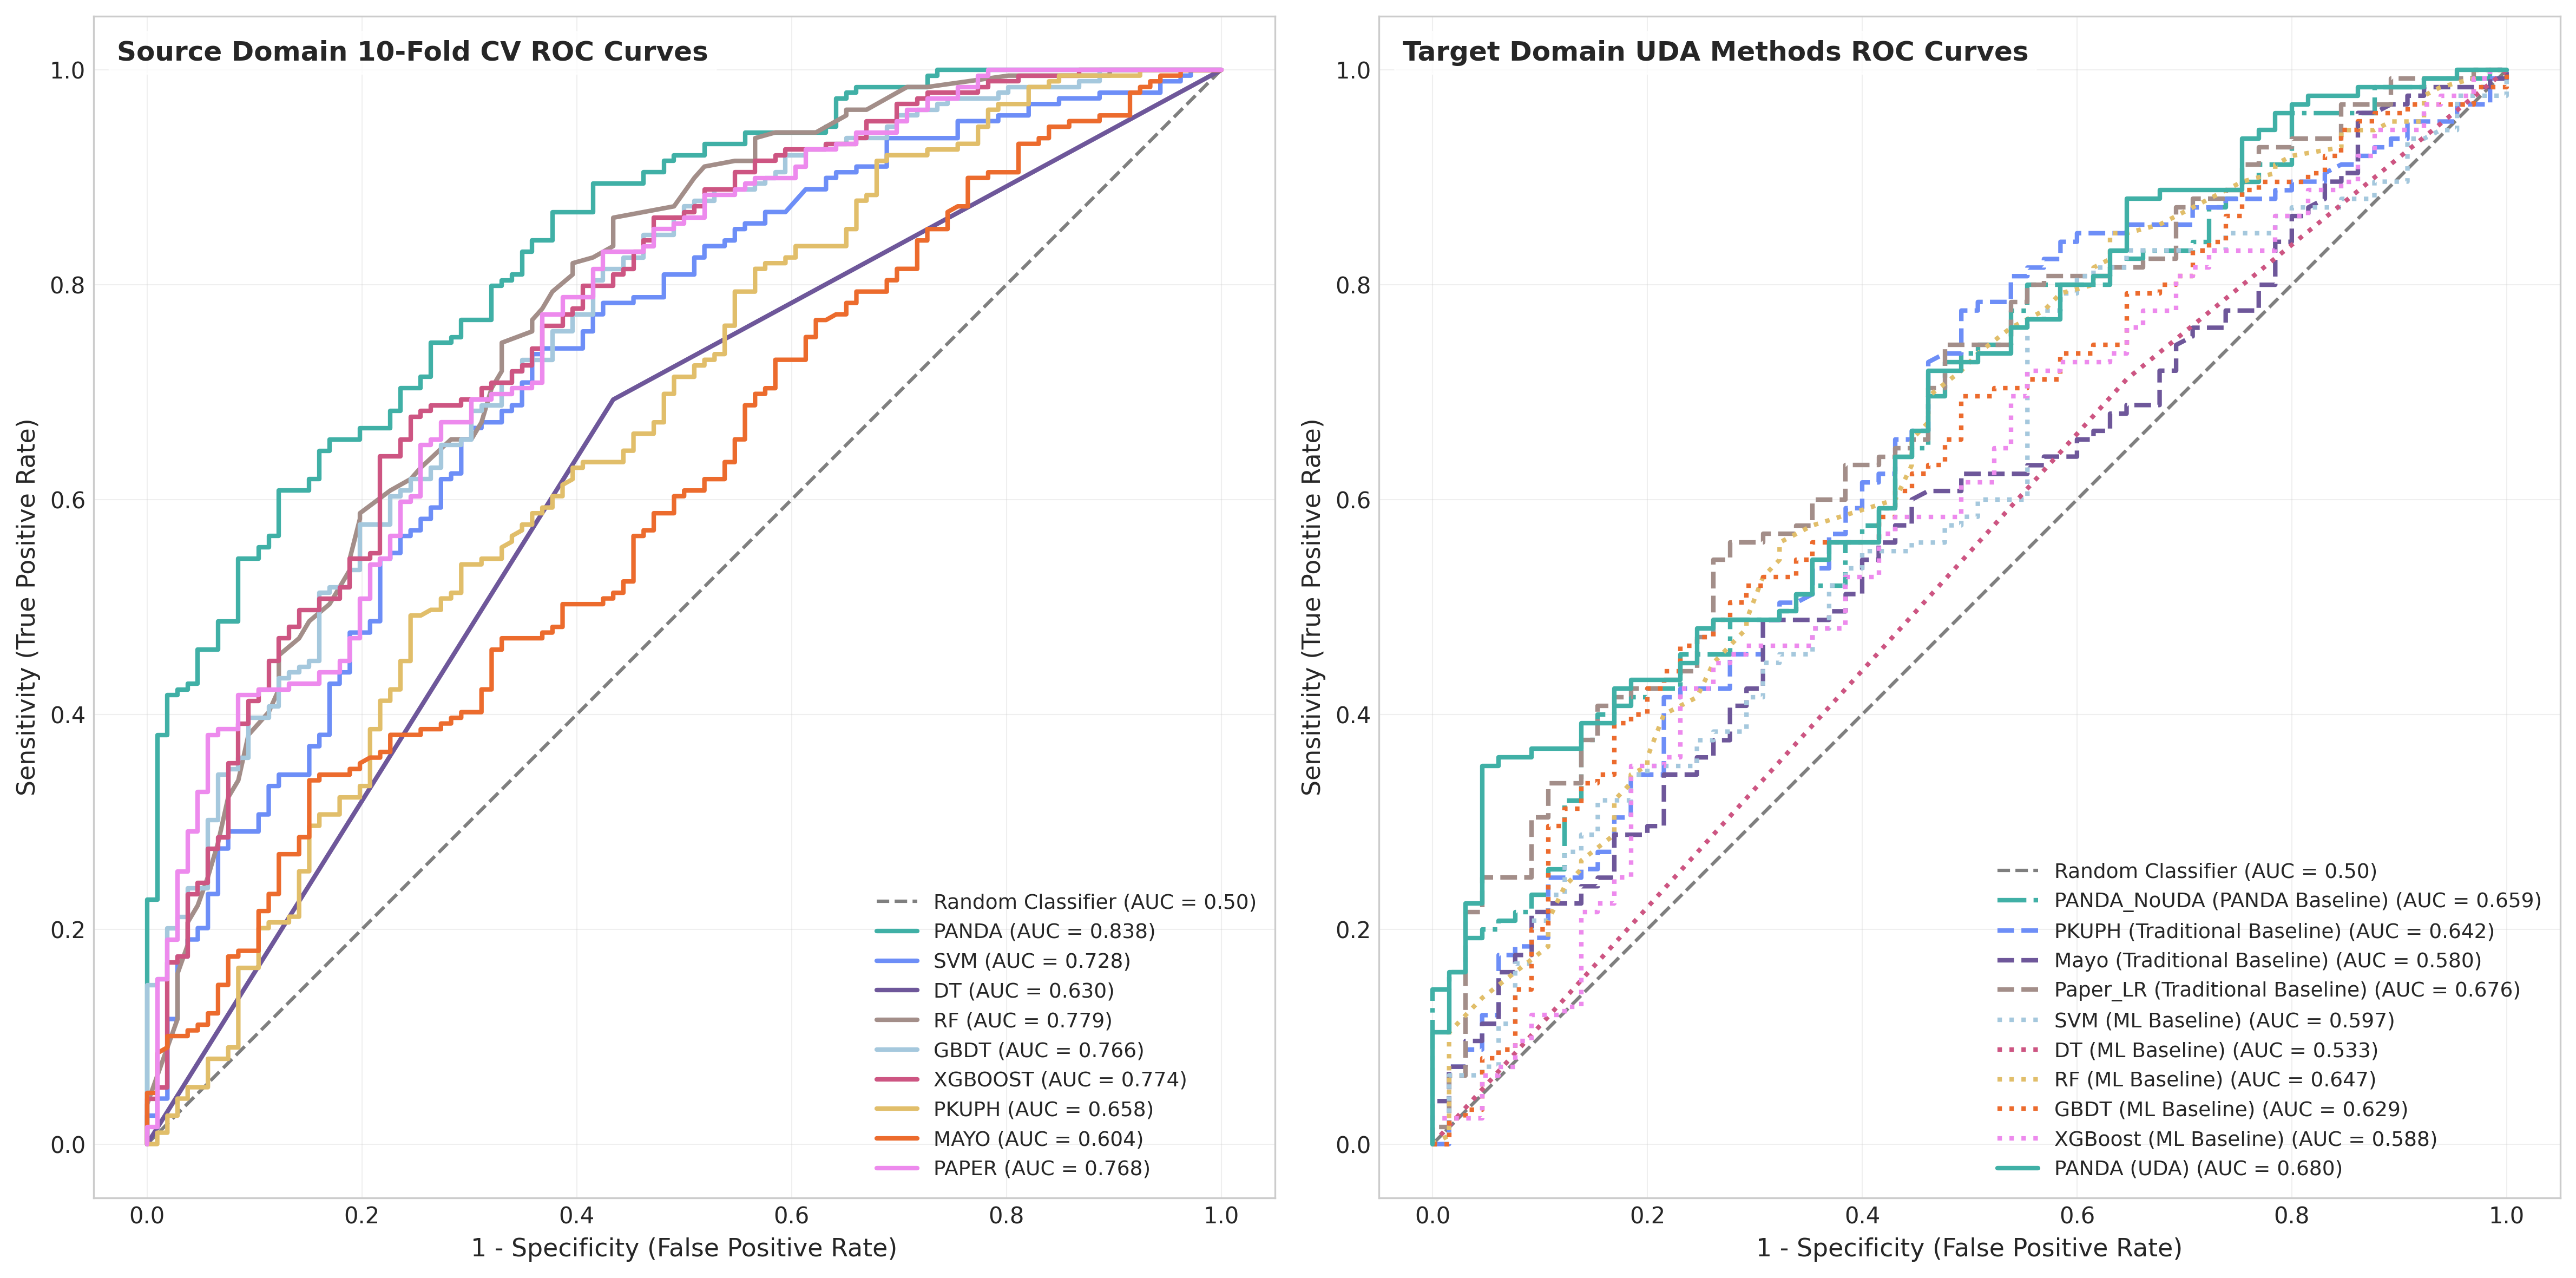 Source Domain 10-Fold CV ROC Curves
Sensitivity (True Positive Rate)
1.0
0.8
0.6
0.4
0.2
0.0
Random Classifier (AUC = 0.50)
PANDA (AUC = 0.838)
SVM (AUC = 0.728)
DT (AUC = 0.630)
RF (AUC = 0.779)
GBDT (AUC = 0.766)
XGBOOST (AUC = 0.774)
PKUPH (AUC = 0.658)
MAYO (AUC = 0.604)
PAPER (AUC = 0.768)
0.0 0.2 0.4 0.6 0.8 1.0
1 - Specificity (False Positive Rate)
Target Domain UDA Methods ROC Curves
Sensitivity (True Positive Rate)
1.0
0.8
0.6
0.4
0.2
0.0
Random Classifier (AUC = 0.50)
PANDA_NoUDA (PANDA Baseline) (AUC = 0.659)
PKUPH (Traditional Baseline) (AUC = 0.642)
Mayo (Traditional Baseline) (AUC = 0.580)
Paper_LR (Traditional Baseline) (AUC = 0.676)
SVM (ML Baseline) (AUC = 0.597)
DT (ML Baseline) (AUC = 0.533)
RF (ML Baseline) (AUC = 0.647)
GBDT (ML Baseline) (AUC = 0.629)
XGBoost (ML Baseline) (AUC = 0.588)
PANDA (UDA) (AUC = 0.680)
0.0 0.2 0.4 0.6 0.8 1.0
1 - Specificity (False Positive Rate)